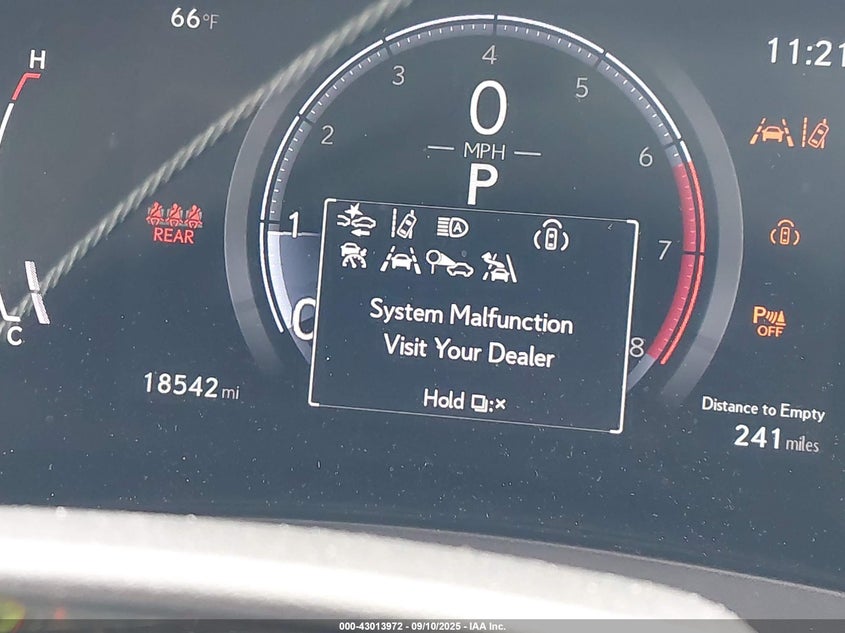 66°F
11:21
H
C
1
2
3
4
5
6
7
8
0
MPH
P
REAR
A
System Malfunction
Visit Your Dealer
Hold :×
0
P
OFF
18542 mi
Distance to Empty
241 miles
000-43013972 - 09/10/2025 - IAA Inc.